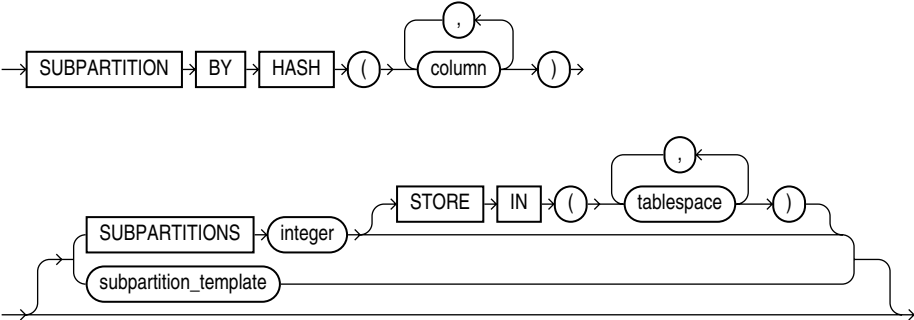 ,
SUBPARTITION BY HASH ( column )
,
STORE IN ( tablespace )
SUBPARTITIONS integer
subpartition_template